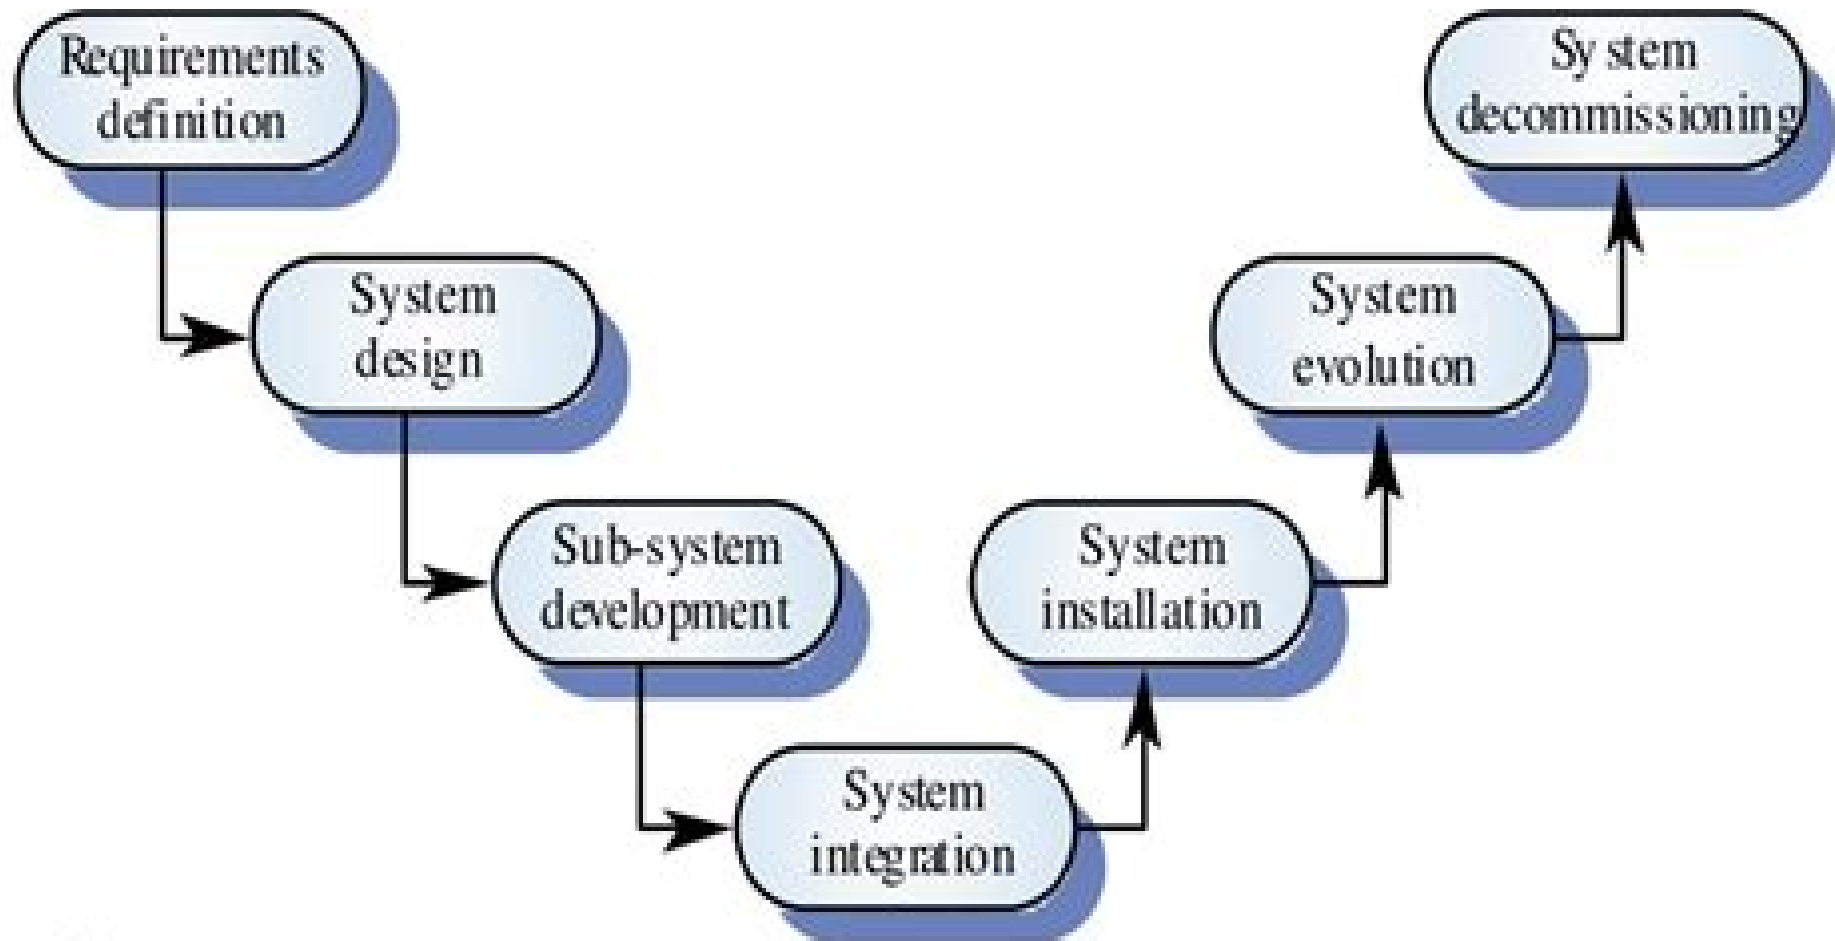 Requirements
definition
System
design
Sub-system
development
System
integration
System
installation
System
evolution
System
decommissioning